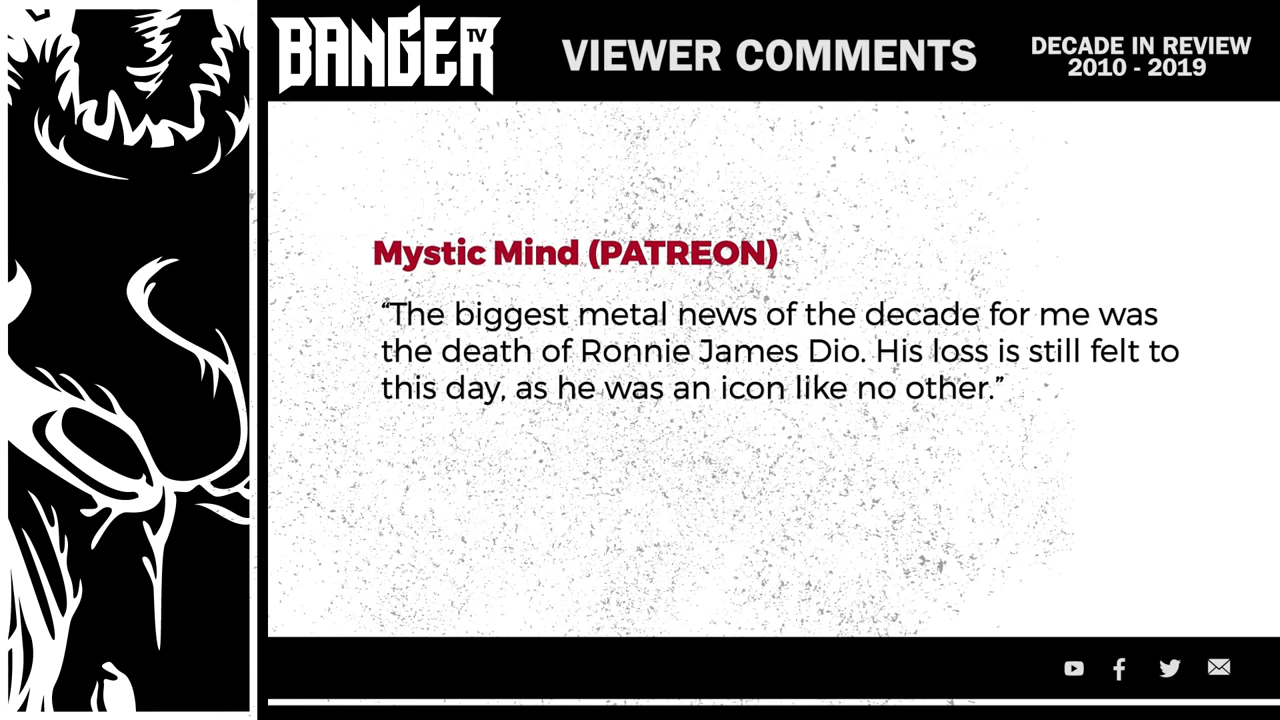 BANGER TV
VIEWER COMMENTS
DECADE IN REVIEW
2010 - 2019
Mystic Mind (PATREON)
“The biggest metal news of the decade for me was
the death of Ronnie James Dio. His loss is still felt to
this day, as he was an icon like no other.”